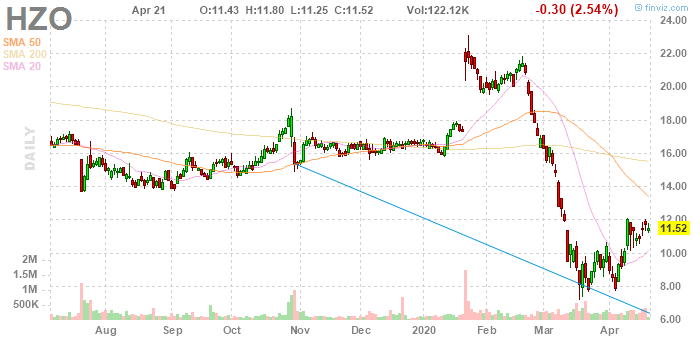 HZO Apr 21 O:11.43 H:11.80 L:11.25 C:11.52 Vol:122.12K -0.30 (2.54%)
© finviz.com
SMA 50
SMA 200
SMA 20
DAILY
24.00
22.00
20.00
18.00
16.00
14.00
12.00
11.52
10.00
8.00
6.00
2M
1.5M
1M
500K
Aug Sep Oct Nov Dec 2020 Feb Mar Apr